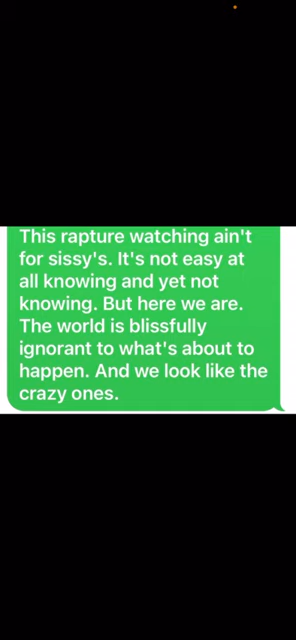 This rapture watching ain't
for sissy's. It's not easy at
all knowing and yet not
knowing. But here we are.
The world is blissfully
ignorant to what's about to
happen. And we look like the
crazy ones.